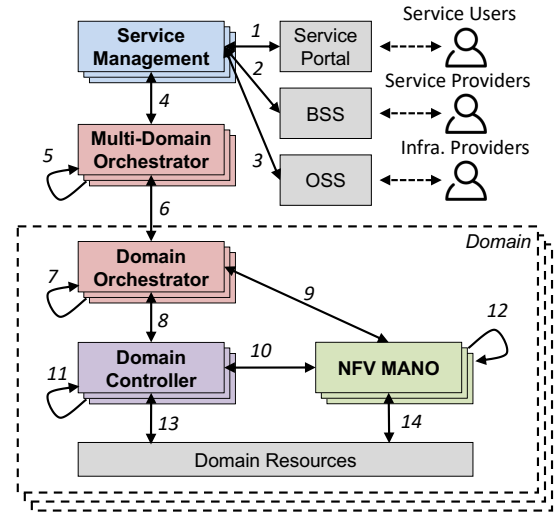 Service Users
Service
Management
1
Service
Portal
2
Service Providers
BSS
4
3
Infra. Providers
Multi-Domain
Orchestrator
5
OSS
6
Domain
Domain
Orchestrator
7
9
8
12
Domain
Controller
10
NFV MANO
11
13
14
Domain Resources